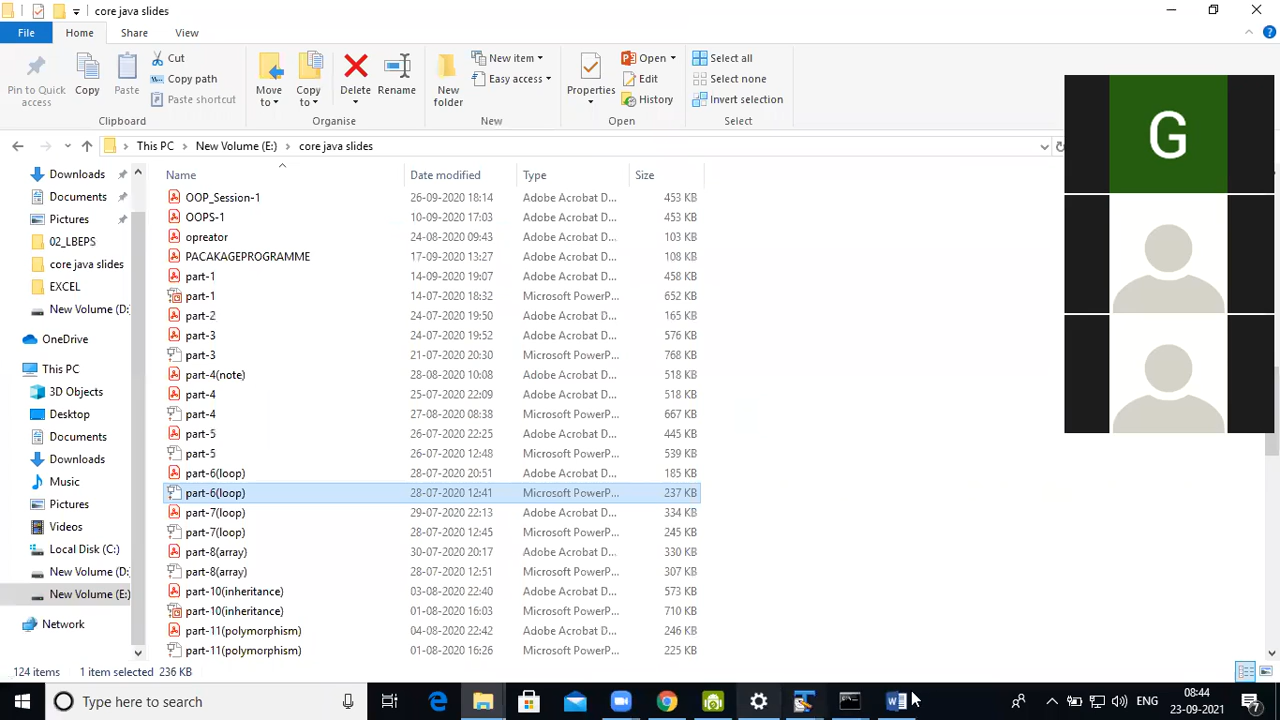 core java slides
File
Home
Share
View
Pin to Quick access
Copy
Paste
Cut
Copy path
Paste shortcut
Clipboard
Move to
Copy to
Delete
Rename
Organise
New folder
New item
Easy access
New
Properties
Open
Edit
History
Open
Select all
Select none
Invert selection
Select
G
This PC
New Volume (E:)
core java slides
Name Date modified Type Size
OOP_Session-1 26-09-2020 18:14 Adobe Acrobat D... 453 KB
OOPS-1 10-09-2020 17:03 Adobe Acrobat D... 453 KB
opreator 24-08-2020 09:43 Adobe Acrobat D... 103 KB
PACAKAGEPROGRAMME 17-09-2020 13:27 Adobe Acrobat D... 108 KB
part-1 14-09-2020 19:07 Adobe Acrobat D... 458 KB
part-1 14-07-2020 18:32 Microsoft PowerP... 652 KB
part-2 24-07-2020 19:50 Adobe Acrobat D... 165 KB
part-3 24-07-2020 19:52 Adobe Acrobat D... 576 KB
part-3 21-07-2020 20:30 Microsoft PowerP... 768 KB
part-4(note) 28-08-2020 10:08 Adobe Acrobat D... 518 KB
part-4 25-07-2020 22:09 Adobe Acrobat D... 518 KB
part-4 27-08-2020 08:38 Microsoft PowerP... 667 KB
part-5 26-07-2020 22:25 Adobe Acrobat D... 445 KB
part-5 26-07-2020 12:48 Microsoft PowerP... 539 KB
part-6(loop) 28-07-2020 20:51 Adobe Acrobat D... 185 KB
part-6(loop) 28-07-2020 12:41 Microsoft PowerP... 237 KB
part-7(loop) 29-07-2020 22:13 Adobe Acrobat D... 334 KB
part-7(loop) 28-07-2020 12:45 Microsoft PowerP... 245 KB
part-8(array) 30-07-2020 20:17 Adobe Acrobat D... 330 KB
part-8(array) 28-07-2020 12:51 Microsoft PowerP... 307 KB
part-10(inheritance) 03-08-2020 22:40 Adobe Acrobat D... 573 KB
part-10(inheritance) 01-08-2020 16:03 Microsoft PowerP... 710 KB
part-11(polymorphism) 04-08-2020 22:42 Adobe Acrobat D... 246 KB
part-11(polymorphism) 01-08-2020 16:26 Microsoft PowerP... 225 KB
Downloads
Documents
Pictures
02_LBEPS
core java slides
EXCEL
New Volume (D:
OneDrive
This PC
3D Objects
Desktop
Documents
Downloads
Music
Pictures
Videos
Local Disk (C:)
New Volume (D:
New Volume (E:)
Network
124 items 1 item selected 236 KB
Type here to search
ENG
08:44
23-09-2021
7